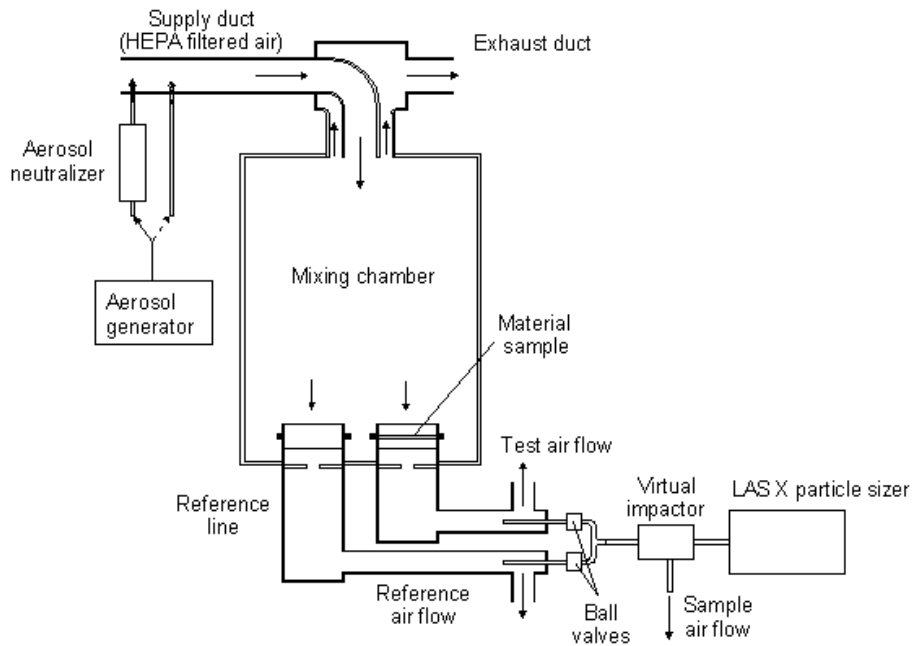 Supply duct
(HEPA filtered air)
Exhaust duct
Aerosol
neutralizer
Mixing chamber
Aerosol
generator
Material
sample
Test air flow
Reference
line
Virtual
impactor
LAS X particle sizer
Reference
air flow
Ball
valves
Sample
air flow